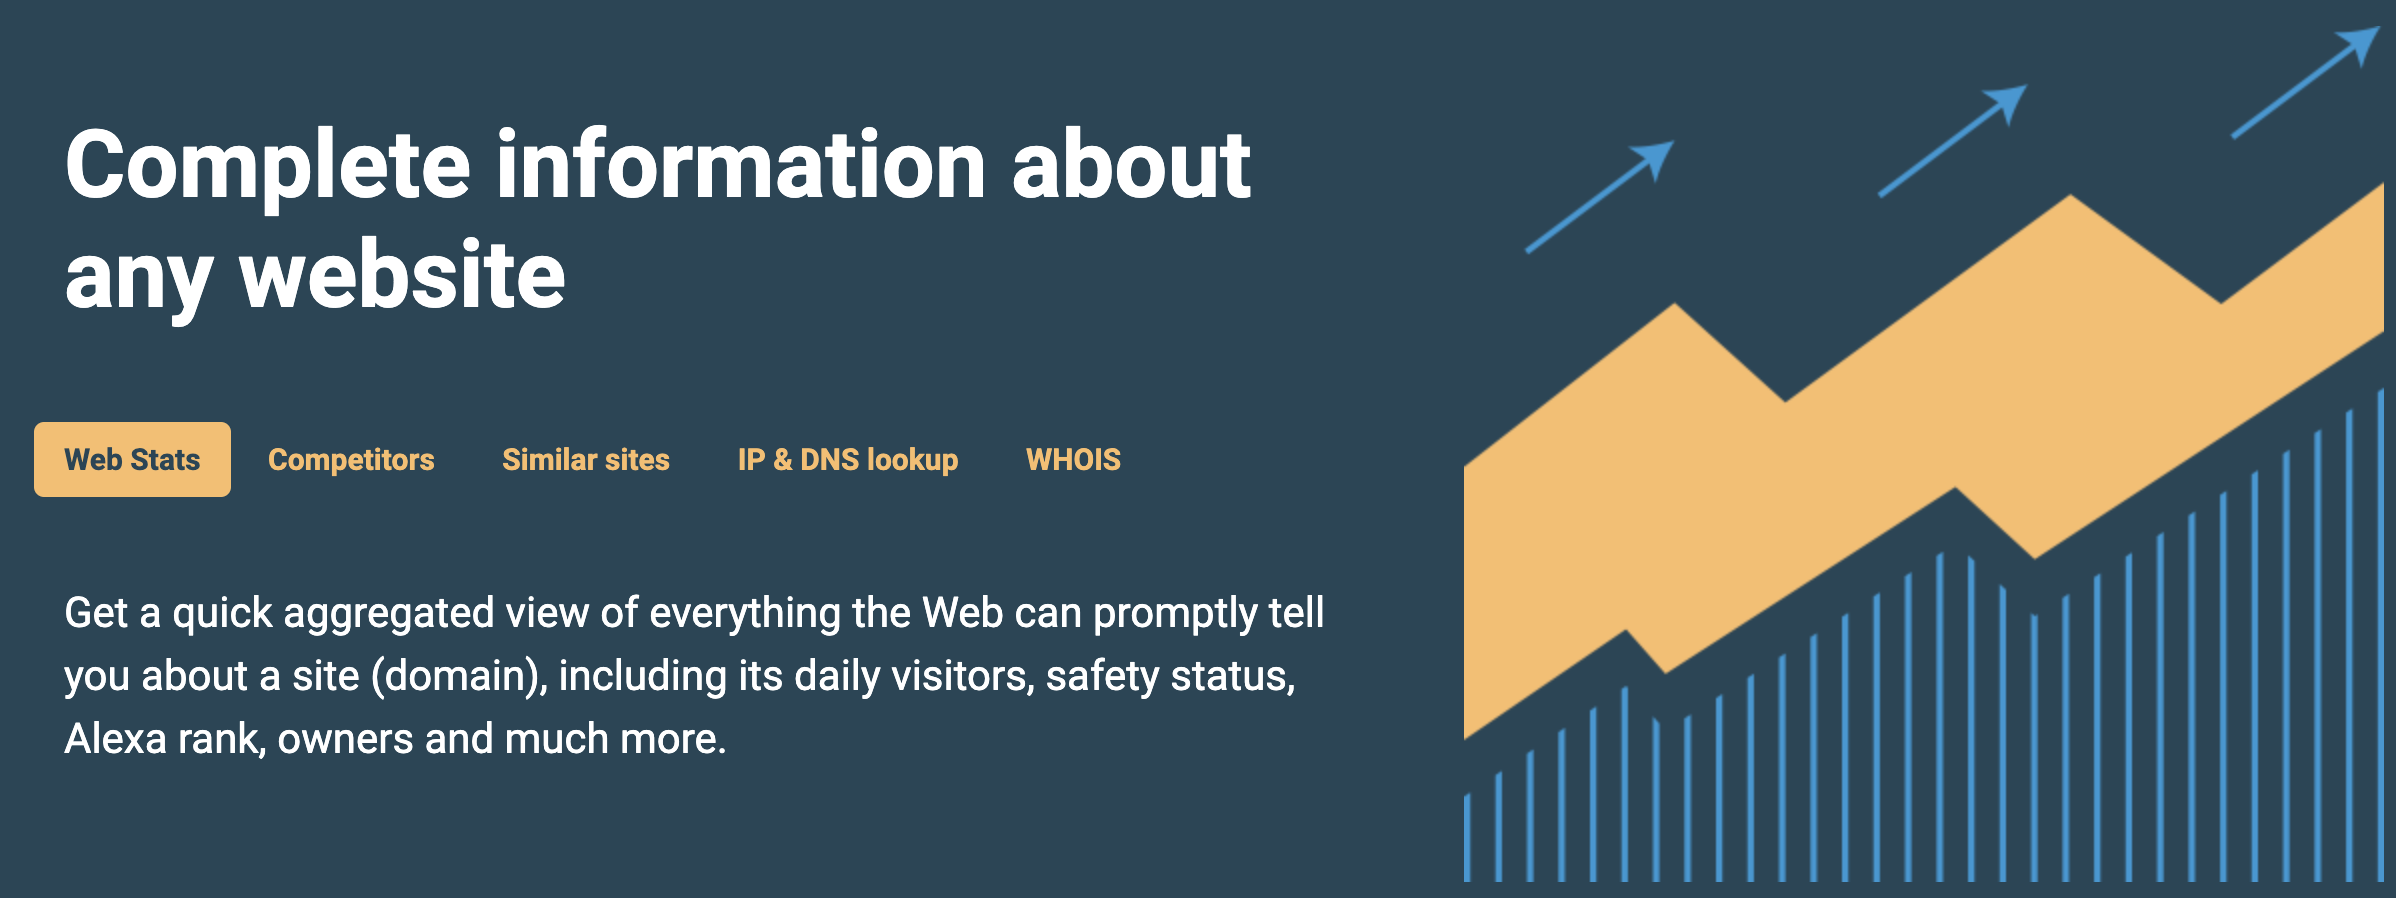 Complete information about
any website
Web Stats Competitors Similar sites IP & DNS lookup WHOIS
Get a quick aggregated view of everything the Web can promptly tell
you about a site (domain), including its daily visitors, safety status,
Alexa rank, owners and much more.